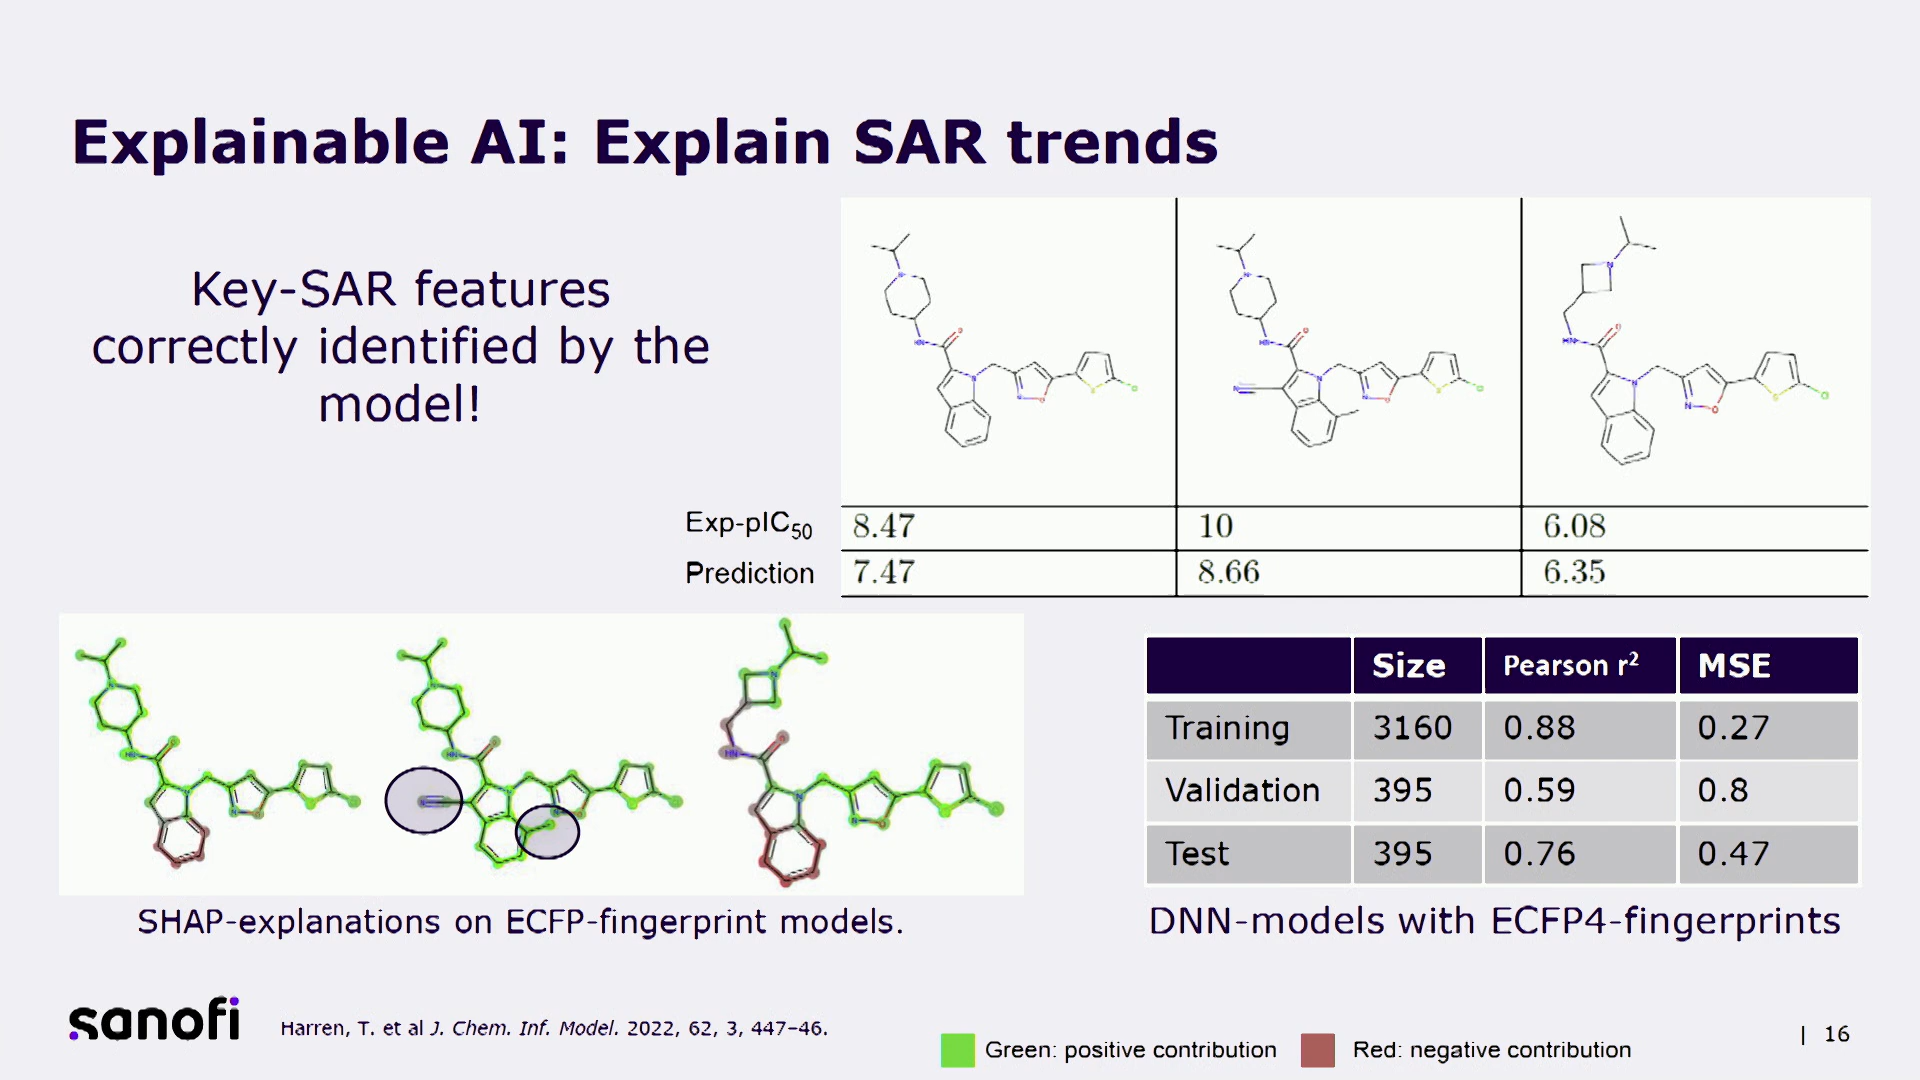 Explainable AI: Explain SAR trends
Key-SAR features
correctly identified by the
model!
Exp-pIC50 8.47 10 6.08
Prediction 7.47 8.66 6.35
Size Pearson r² MSE
Training 3160 0.88 0.27
Validation 395 0.59 0.8
Test 395 0.76 0.47
SHAP-explanations on ECFP-fingerprint models.
DNN-models with ECFP4-fingerprints
sanofi
Harren, T. et al J. Chem. Inf. Model. 2022, 62, 3, 447–46.
Green: positive contribution
Red: negative contribution
| 16